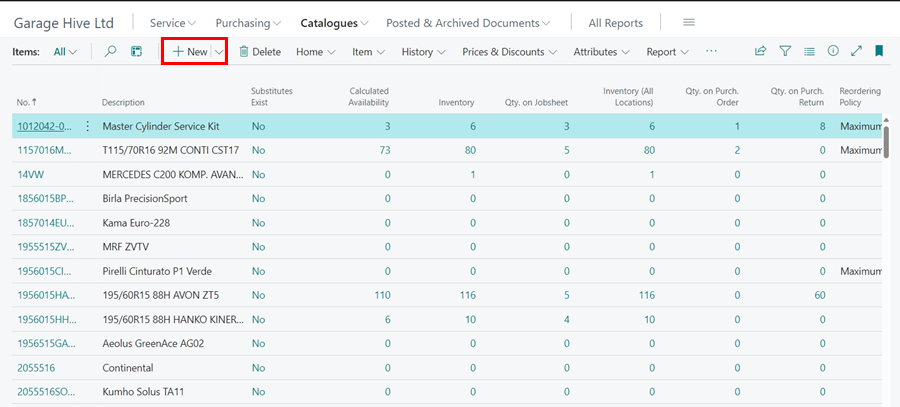 Garage Hive Ltd Service Purchasing Catalogues Posted & Archived Documents All Reports
Items: All New Delete Home Item History Prices & Discounts Attributes Report ...
Substitutes Calculated Inventory (All Qty. on Purch. Qty. on Purch. Reordering
No. ↑ Description Exist Availability Inventory Qty. on Jobsheet Locations) Order Return Policy
1012042-0... Master Cylinder Service Kit No 3 6 3 6 1 8 Maximum
1157016M... T115/70R16 92M CONTI CST17 No 73 80 5 80 2 0 Maximum
14VW MERCEDES C200 KOMP. AVAN... No 0 1 0 1 0 0
1856015BP... Birla PrecisionSport No 0 0 0 0 0 0
1857014EU... Kama Euro-228 No 0 0 0 0 0 0
1955515ZV... MRF ZVTV No 0 0 0 0 0 0
1956015CI... Pirelli Cinturato P1 Verde No 0 0 0 0 0 0 Maximum
1956015HA... 195/60R15 88H AVON ZT5 No 110 116 5 116 0 60
1956015HH... 195/60R15 88H HANKO KINER... No 6 10 4 10 0 0
1956515GA... Aeolus GreenAce AG02 No 0 0 0 0 0 0
2055516 Continental No 0 0 0 0 0 0
2055516SO... Kumho Solus TA11 No 0 0 0 0 0 0